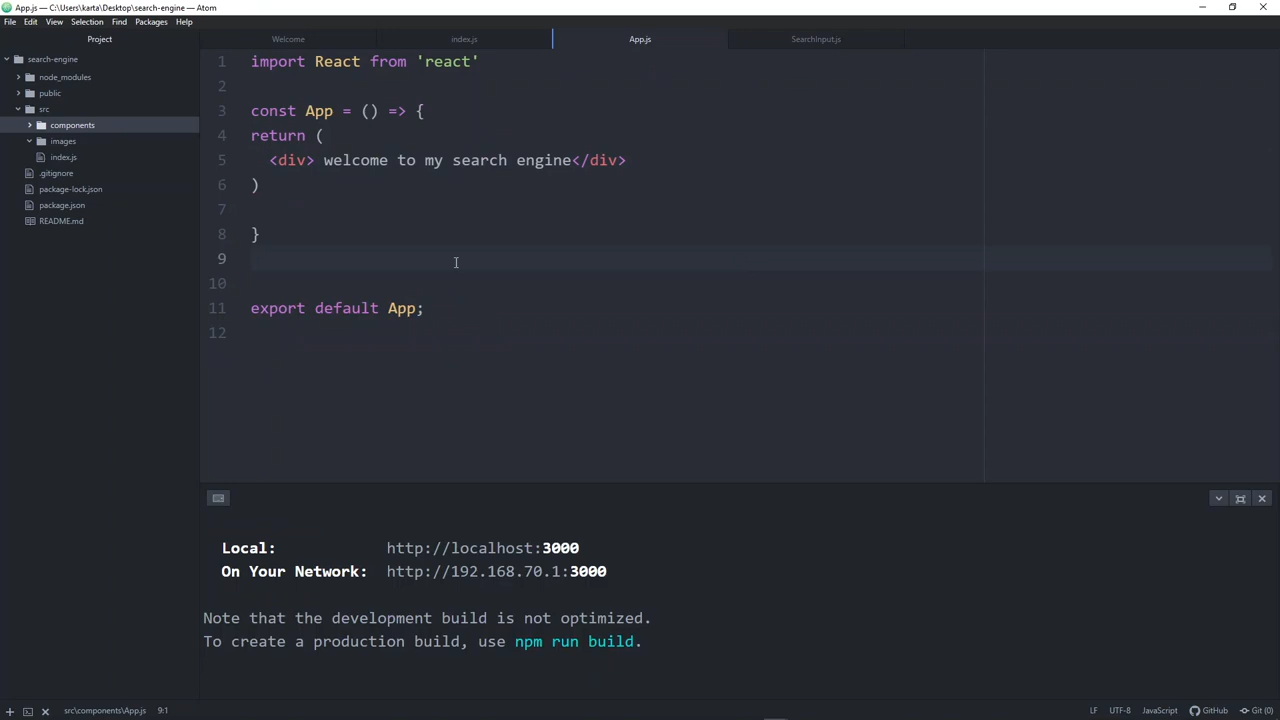 App.js — C:\Users\karta\Desktop\search-engine — Atom
File Edit View Selection Find Packages Help
Project
search-engine
node_modules
public
src
components
images
index.js
.gitignore
package-lock.json
package.json
README.md
Welcome index.js App.js SearchInput.js
1 import React from 'react'
2
3 const App = () => {
4 return (
5 <div> welcome to my search engine</div>
6 )
7
8 }
9
10
11 export default App;
12
Local: http://localhost:3000
On Your Network: http://192.168.70.1:3000
Note that the development build is not optimized.
To create a production build, use npm run build.
src\components\App.js 9:1 LF UTF-8 JavaScript GitHub Git (0)